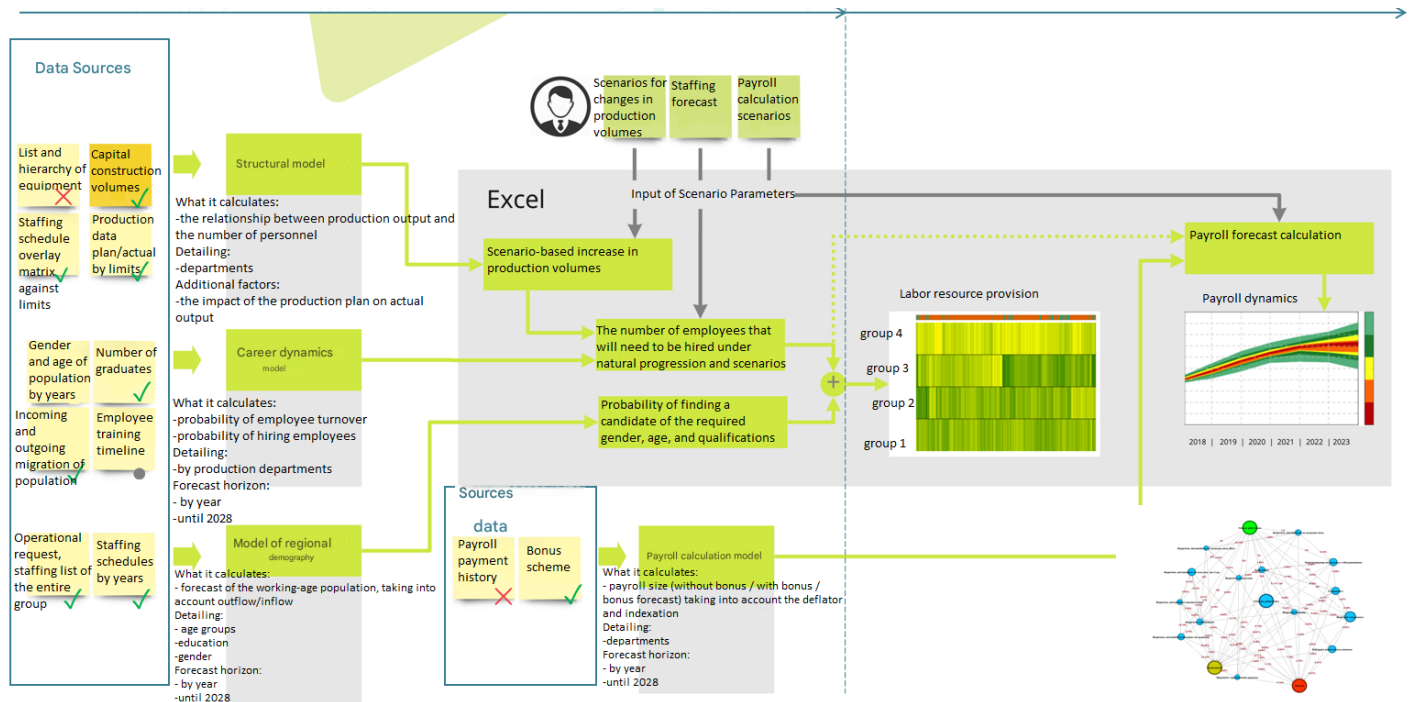 Data Sources
List and
hierarchy of
equipment
Capital
construction
volumes
Staffing
schedule
overlay
matrix
against
limits
Production
data
plan/actual
by limits
Gender
and age of
population
by years
Number of
graduates
Incoming
and
outgoing
migration of
population
Employee
training
timeline
Operational
request,
staffing list of
the entire
group
Staffing
schedules
by years
Structural model
What it calculates:
-the relationship between production output and
the number of personnel
Detailing:
-departments
Additional factors:
-the impact of the production plan on actual
output
Career dynamics
model
What it calculates:
-probability of employee turnover
-probability of hiring employees
Detailing:
-by production departments
Forecast horizon:
- by year
-until 2028
Model of regional
demography
What it calculates:
- forecast of the working-age population, taking into
account outflow/inflow
Detailing:
- age groups
-education
-gender
Forecast horizon:
- by year
-until 2028
Scenarios for
changes in
production
volumes
Staffing
forecast
Payroll
calculation
scenarios
Excel
Input of Scenario Parameters
Scenario-based increase in
production volumes
The number of employees that
will need to be hired under
natural progression and scenarios
Probability of finding a
candidate of the required
gender, age, and qualifications
+
Sources
data
Payroll
payment
history
Bonus
scheme
Payroll calculation model
What it calculates:
- payroll size (without bonus / with bonus /
bonus forecast) taking into account the deflator
and indexation
Detailing:
-departments
Forecast horizon:
- by year
-until 2028
Labor resource provision
group 4
group 3
group 2
group 1
Payroll forecast calculation
Payroll dynamics
2018 | 2019 | 2020 | 2021 | 2022 | 2023